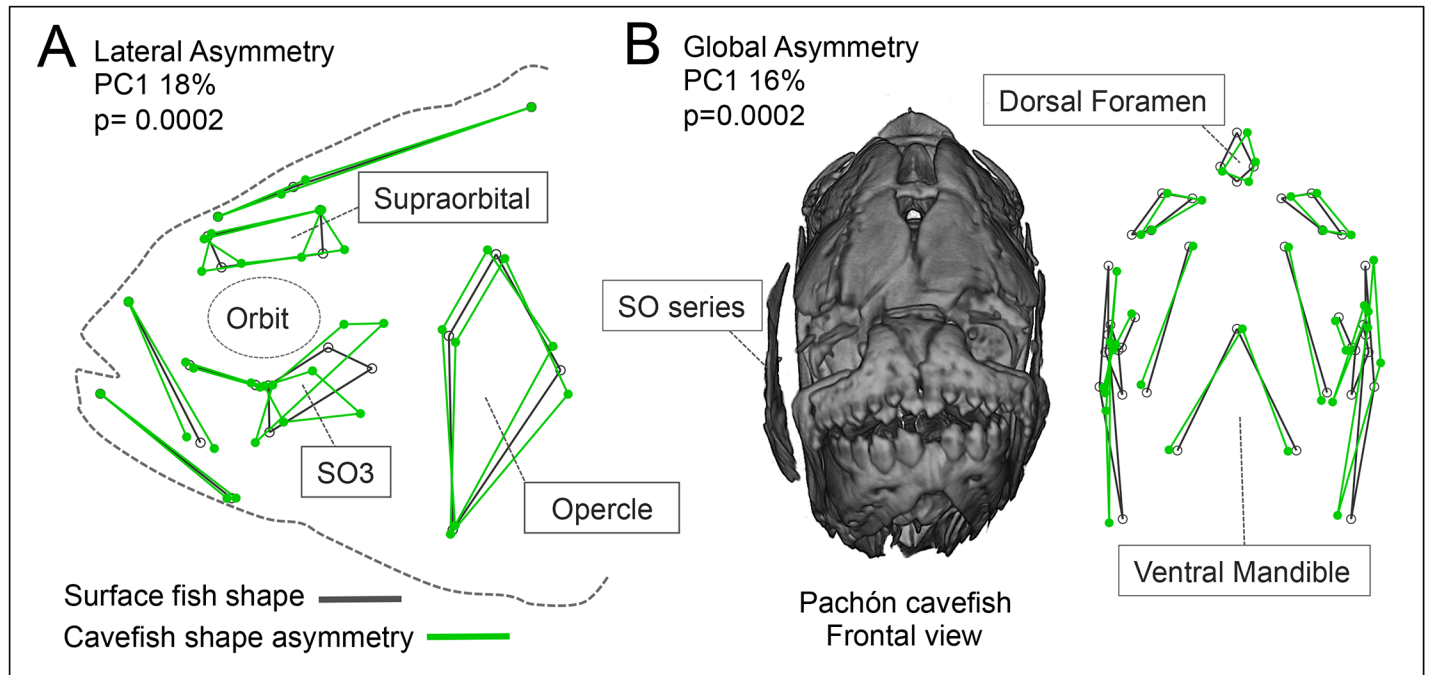 A
Lateral Asymmetry
PC1 18%
p= 0.0002
Supraorbital
Orbit
SO3
Opercle
Surface fish shape
Cavefish shape asymmetry
B
Global Asymmetry
PC1 16%
p=0.0002
Dorsal Foramen
SO series
Ventral Mandible
Pachón cavefish
Frontal view